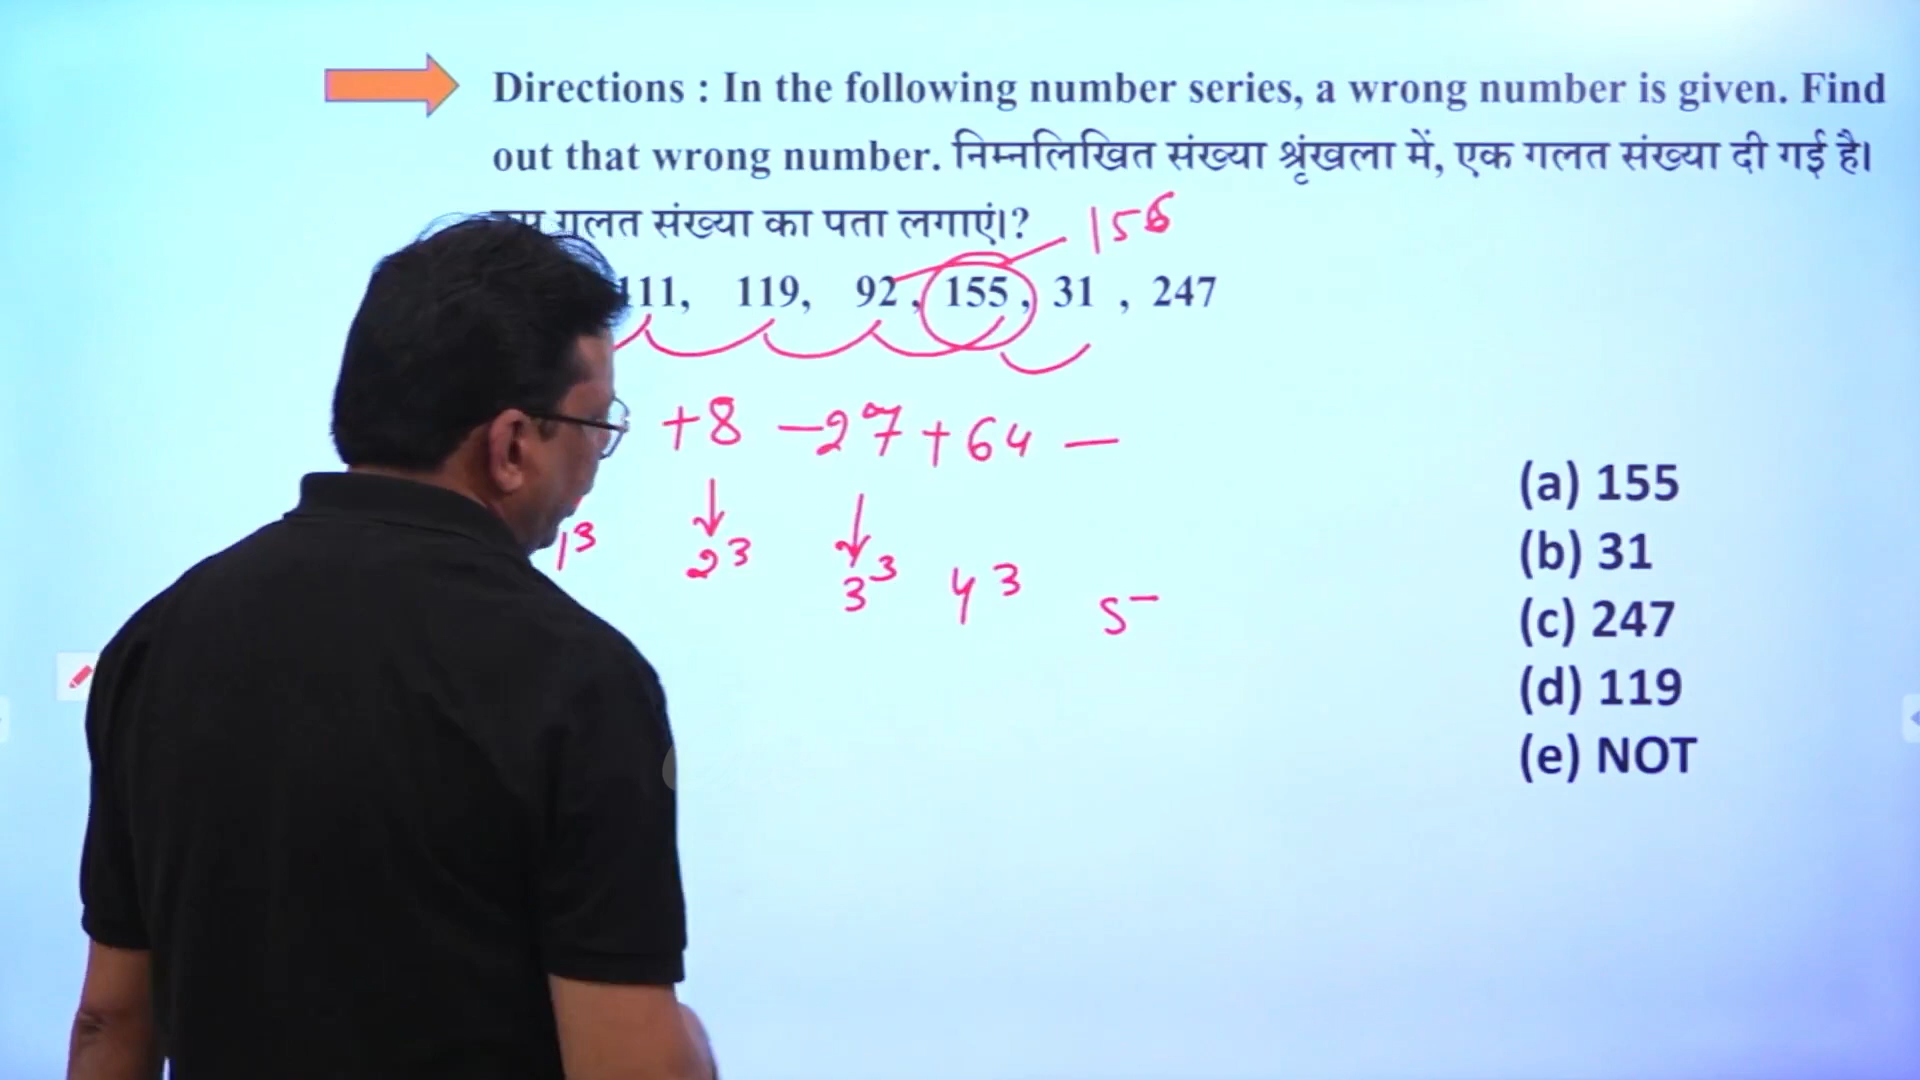 Directions : In the following number series, a wrong number is given. Find
out that wrong number. निम्नलिखित संख्या श्रृंखला में, एक गलत संख्या दी गई है।
गलत संख्या का पता लगाएं।?
156
111, 119, 92, 155, 31, 247
+8 -27 +64 -
1³ 2³ 3³ 4³ 5
(a) 155
(b) 31
(c) 247
(d) 119
(e) NOT